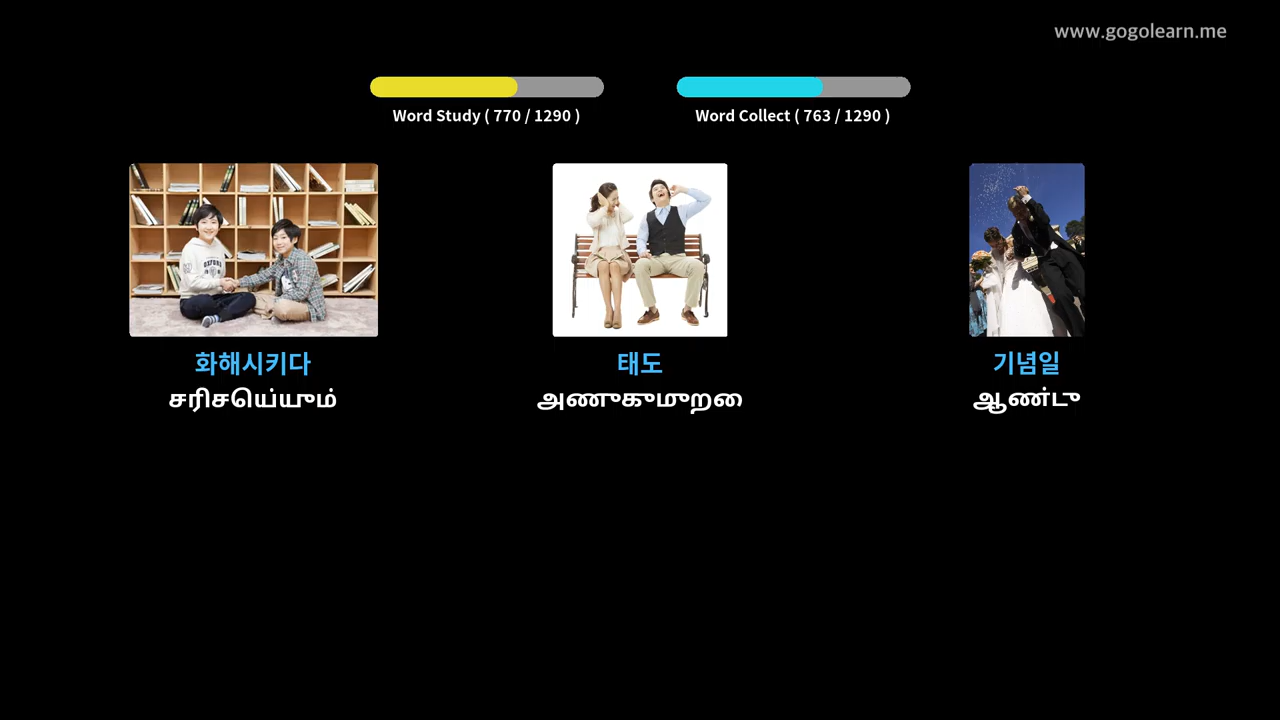 www.gogolearn.me
Word Study ( 770 / 1290 )
Word Collect ( 763 / 1290 )
화해시키다
சரிசெய்யும்
태도
அணுகுமுறை
기념일
ஆண்டு